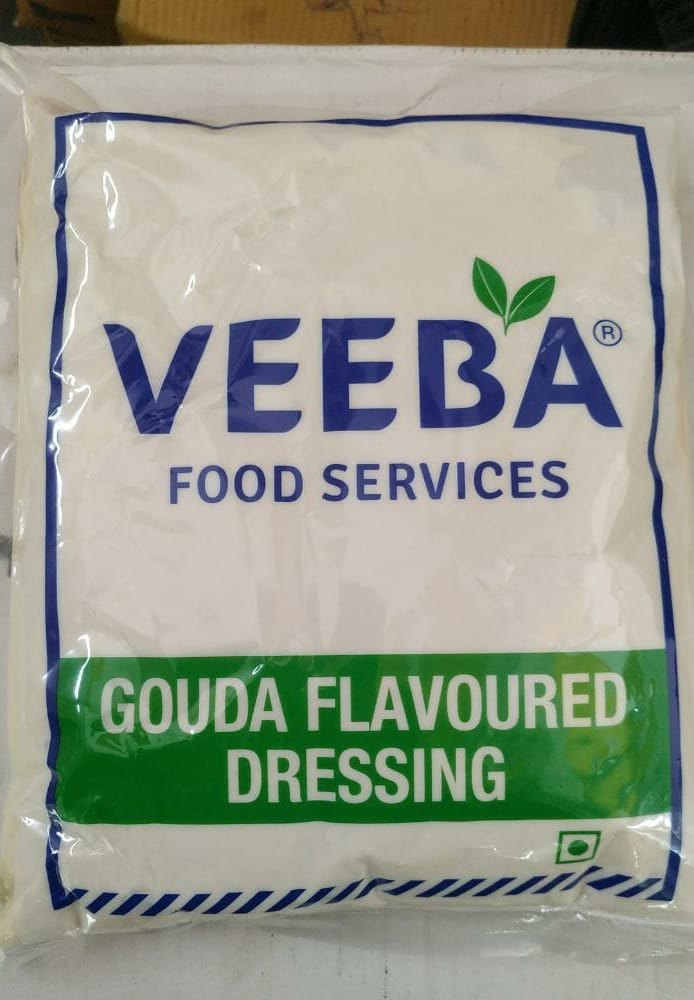 VEEBA®
FOOD SERVICES
GOUDA FLAVOURED
DRESSING